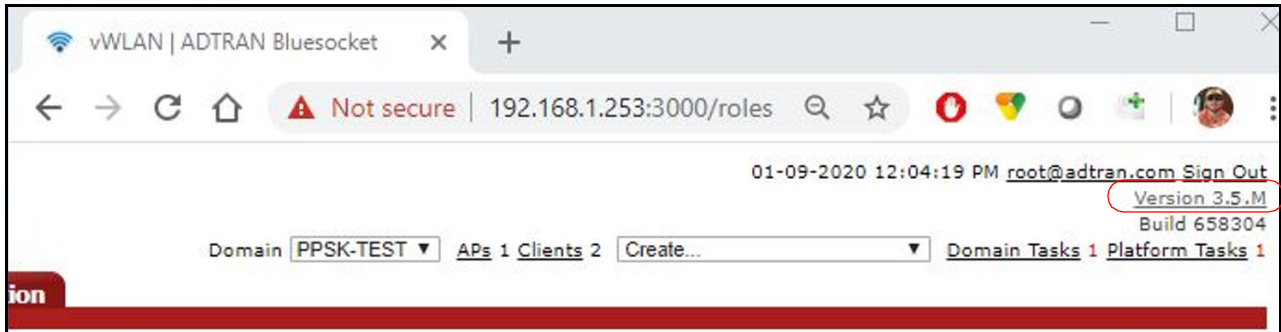 vWLAN | ADTRAN Bluesocket
Not secure | 192.168.1.253:3000/roles
01-09-2020 12:04:19 PM root@adtran.com Sign Out
Version 3.5.M
Build 658304
Domain PPSK-TEST APs 1 Clients 2 Create... Domain Tasks 1 Platform Tasks 1
ion